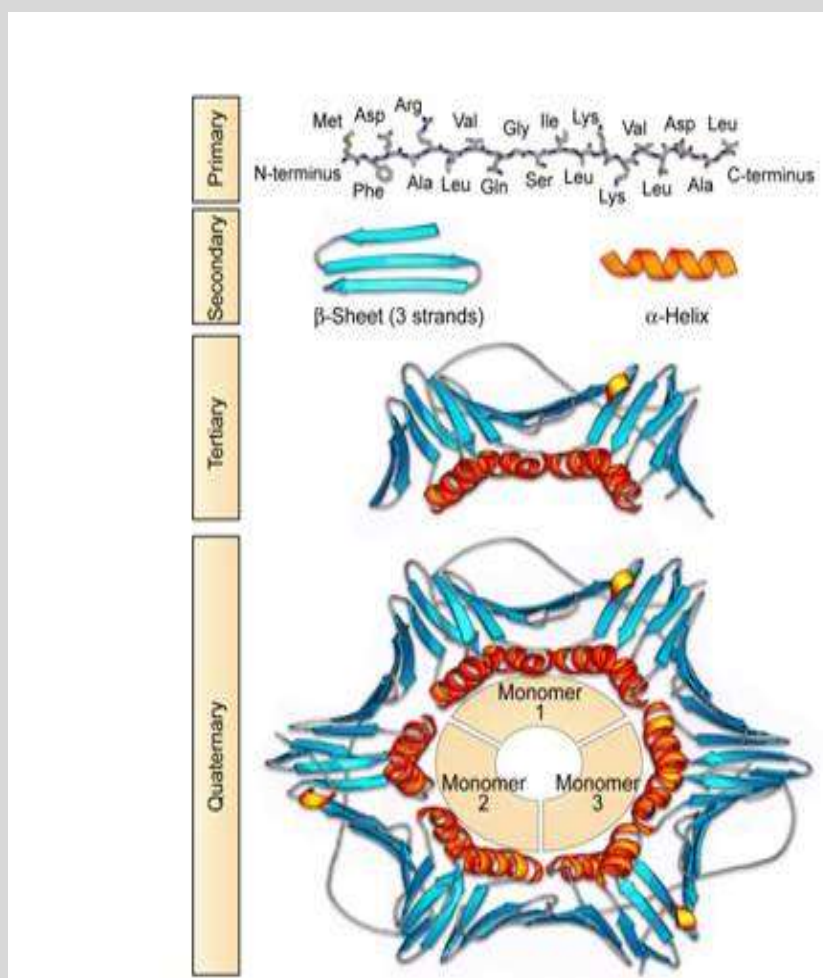 Primary
Met Asp Arg Val Gly Ile Lys Val Asp Leu
N-terminus Phe Ala Leu Gln Ser Leu Lys Leu Ala C-terminus
Secondary
β-Sheet (3 strands) α-Helix
Tertiary
Quaternary
Monomer
1
Monomer
2
Monomer
3